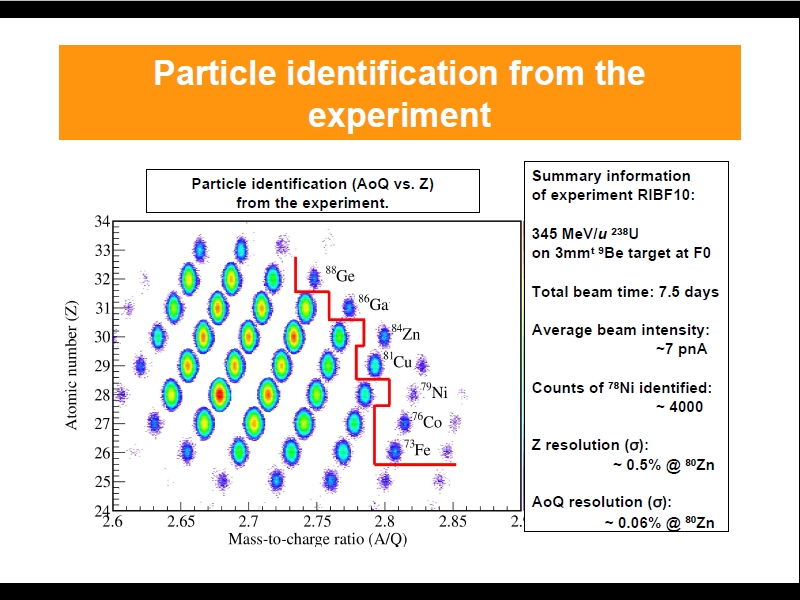 Particle identification from the
experiment
Particle identification (AoQ vs. Z)
from the experiment.
34
33
32
31
30
29
28
27
26
25
24
2.6
2.65
2.7
2.75
2.8
2.85
2.
Atomic number (Z)
Mass-to-charge ratio (A/Q)
88Ge
86Ga
84Zn
81Cu
79Ni
76Co
73Fe
Summary information
of experiment RIBF10:
345 MeV/u 238U
on 3mmt 9Be target at F0
Total beam time: 7.5 days
Average beam intensity:
~7 pnA
Counts of 78Ni identified:
~ 4000
Z resolution (σ):
~ 0.5% @ 80Zn
AoQ resolution (σ):
~ 0.06% @ 80Zn